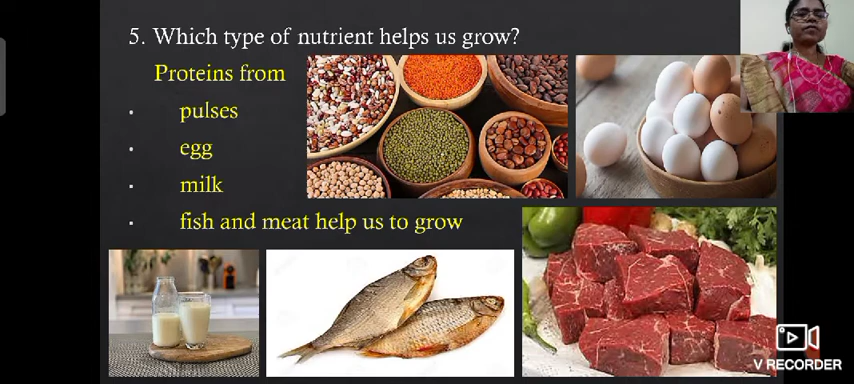 5. Which type of nutrient helps us grow?
Proteins from
· pulses
· egg
· milk
· fish and meat help us to grow
V RECORDER